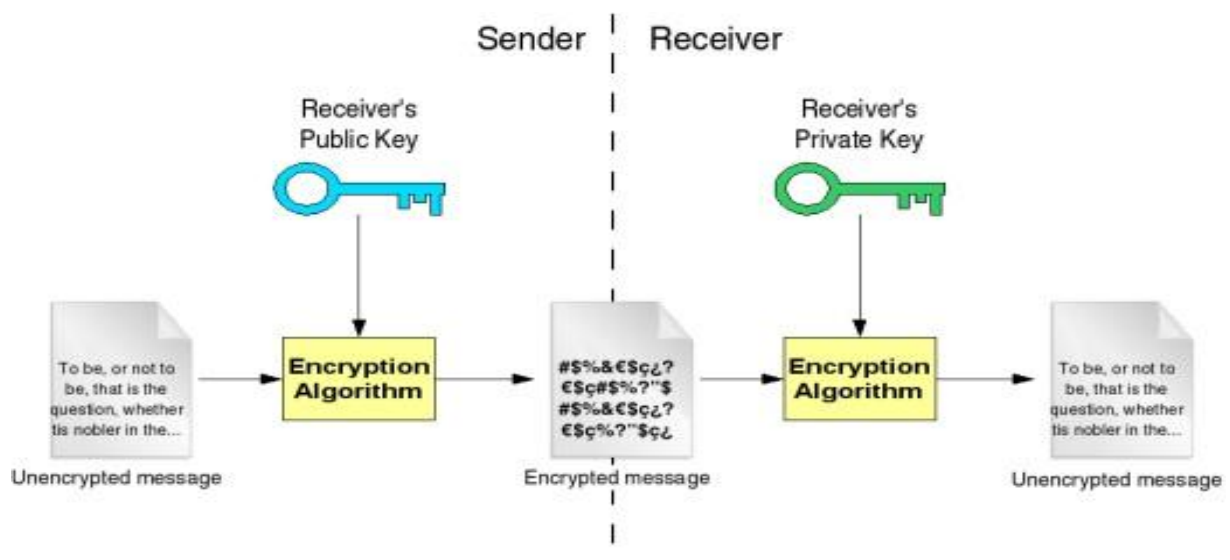 Sender
Receiver
Receiver's
Public Key
Receiver's
Private Key
To be, or not to
be, that is the
question, whether
tis nobler in the...
Unencrypted message
Encryption
Algorithm
#$%&€$ç¿?
€$ç#$%?"$
#$%&€$ç¿?
€$ç%?"$ç¿
Encrypted message
Encryption
Algorithm
To be, or not to
be, that is the
question, whether
tis nobler in the...
Unencrypted message